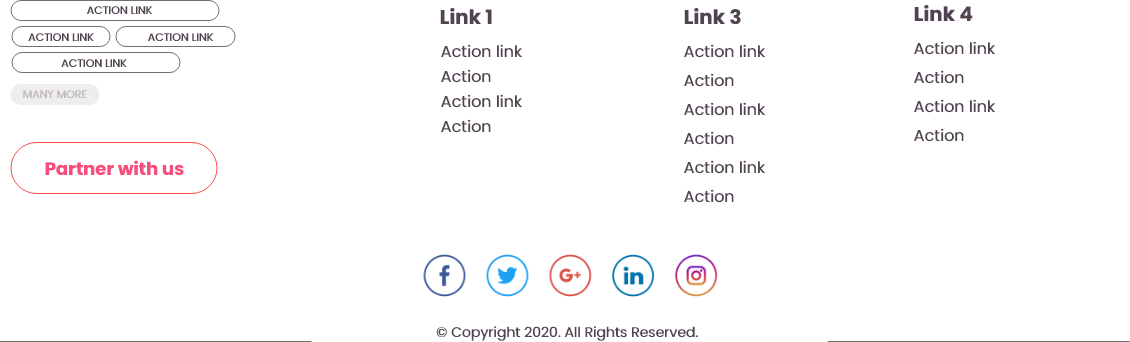 ACTION LINK
ACTION LINK
ACTION LINK
ACTION LINK
MANY MORE
Partner with us
Link 1
Action link
Action
Action link
Action
Link 3
Action link
Action
Action link
Action
Action link
Action
Link 4
Action link
Action
Action link
Action
f
G+
in
© Copyright 2020. All Rights Reserved.